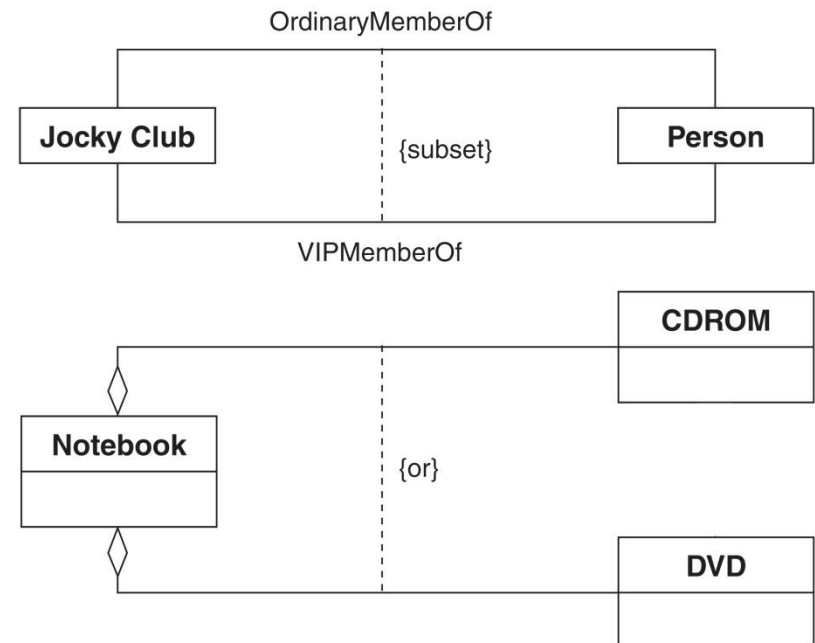 OrdinaryMemberOf
Jocky Club
Person
{subset}
VIPMemberOf
CDROM
Notebook
{or}
DVD